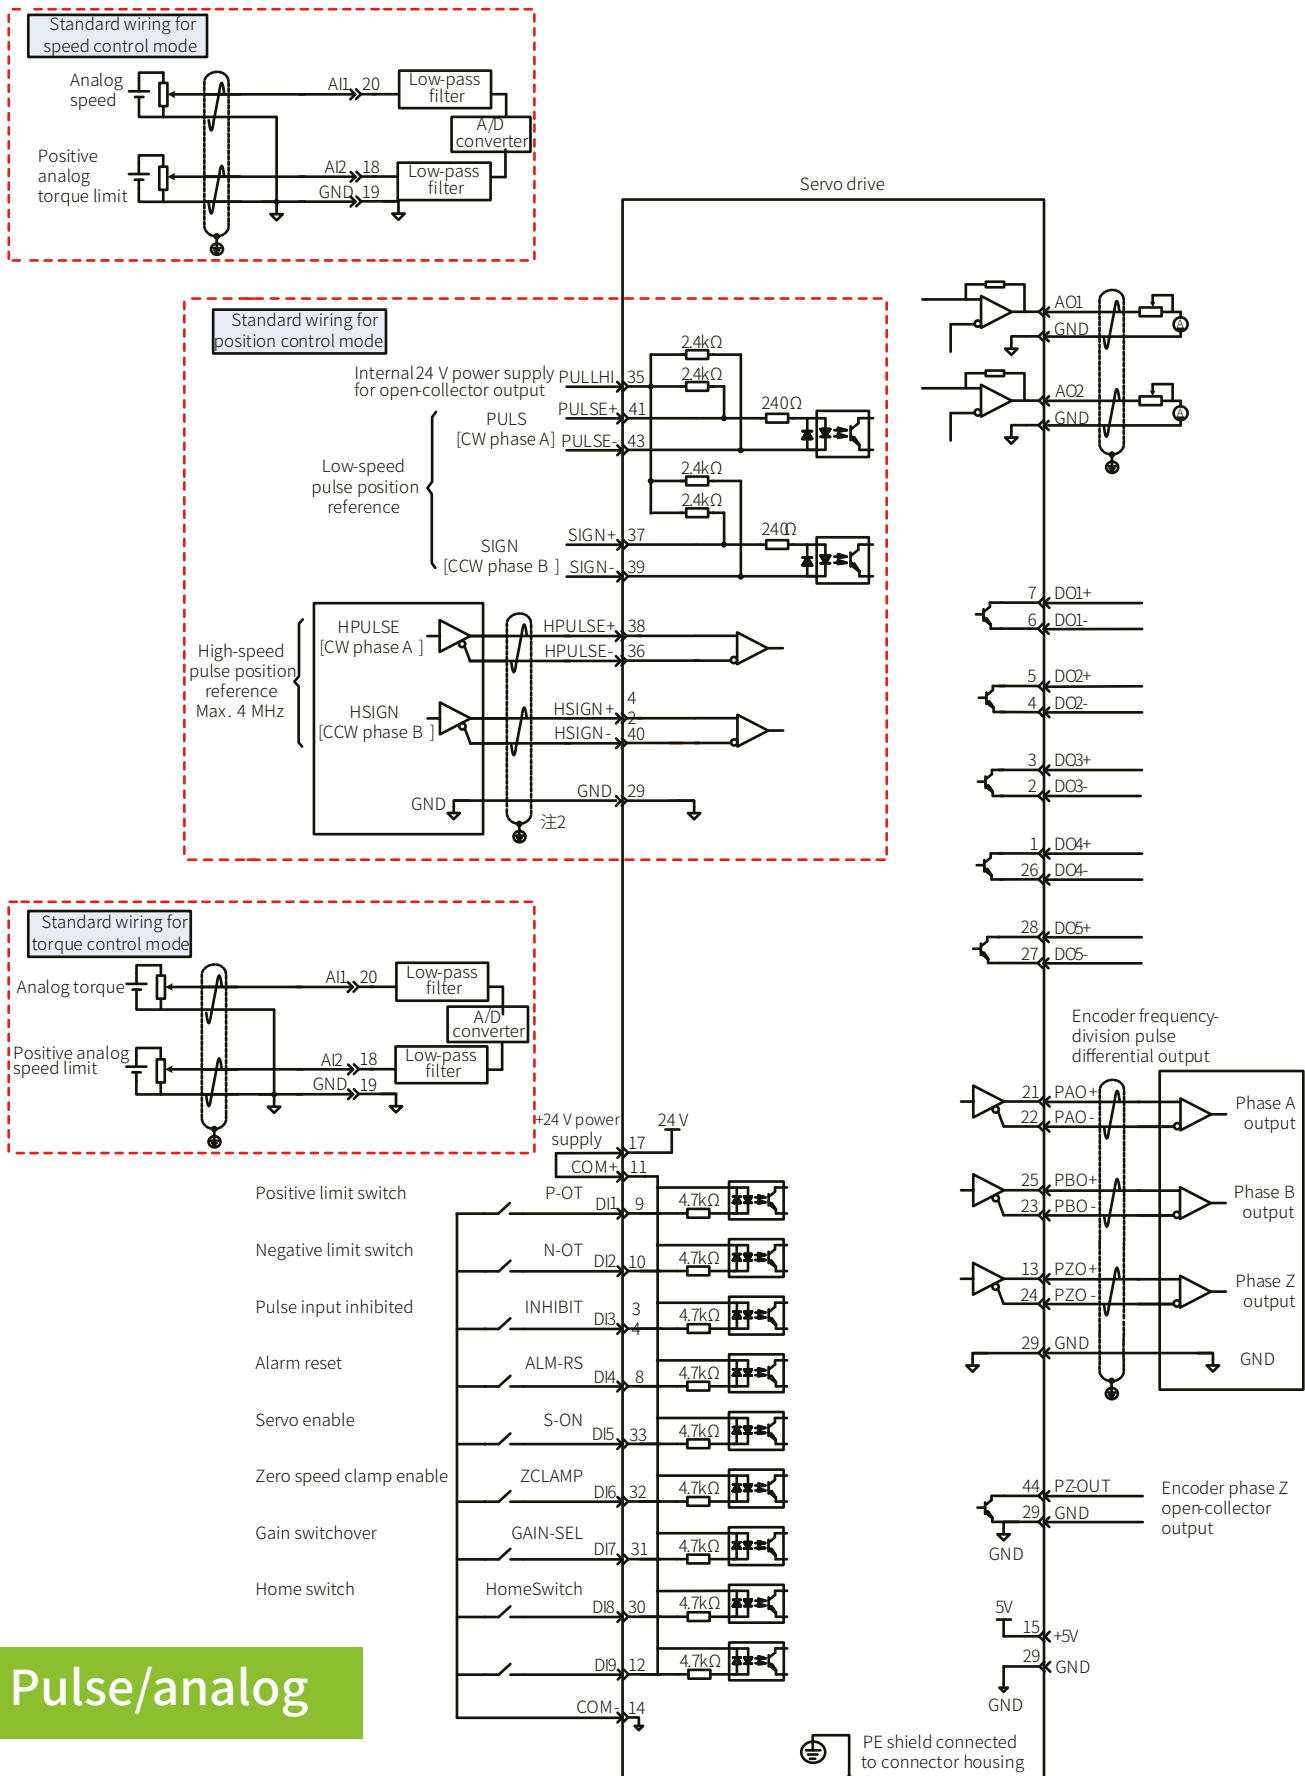 Standard wiring for
speed control mode
Analog
speed
AI1 20
Low-pass
filter
A/D
converter
Positive
analog
torque limit
AI2 18
GND 19
Low-pass
filter
Servo drive
Standard wiring for
position control mode
Internal 24 V power supply
for open-collector output
PULLHI 35
2.4kΩ
2.4kΩ
PULS
[CW phase A]
PULSE+ 41
240Ω
PULSE- 43
Low-speed
pulse position
reference
2.4kΩ
2.4kΩ
SIGN
[CCW phase B ]
SIGN+ 37
240Ω
SIGN- 39
High-speed
pulse position
reference
Max. 4 MHz
HPULSE
[CW phase A ]
HPULSE+ 38
HPULSE- 36
HSIGN
[CCW phase B ]
4
HSIGN+ 2
HSIGN- 40
GND
GND 29
注2
Standard wiring for
torque control mode
Analog torque
AI1 20
Low-pass
filter
A/D
converter
Positive analog
speed limit
AI2 18
GND 19
Low-pass
filter
+24 V power
supply
17
24 V
COM+ 11
Positive limit switch
P-OT
DI1 9
4.7kΩ
Negative limit switch
N-OT
DI2 10
4.7kΩ
Pulse input inhibited
INHIBIT
3
DI3 4
4.7kΩ
Alarm reset
ALM-RS
DI4 8
4.7kΩ
Servo enable
S-ON
DI5 33
4.7kΩ
Zero speed clamp enable
ZCLAMP
DI6 32
4.7kΩ
Gain switchover
GAIN-SEL
DI7 31
4.7kΩ
Home switch
HomeSwitch
DI8 30
4.7kΩ
DI9 12
4.7kΩ
COM- 14
AO1
GND
A
AO2
GND
A
7 DO1+
6 DO1-
5 DO2+
4 DO2-
3 DO3+
2 DO3-
1 DO4+
26 DO4-
28 DO5+
27 DO5-
Encoder frequency-
division pulse
differential output
21 PAO+
22 PAO-
Phase A
output
25 PBO+
23 PBO-
Phase B
output
13 PZO+
24 PZO-
Phase Z
output
29 GND
GND
44 PZ-OUT
29 GND
GND
Encoder phase Z
open-collector
output
5V
15 +5V
29 GND
GND
PE shield connected
to connector housing
Pulse/analog